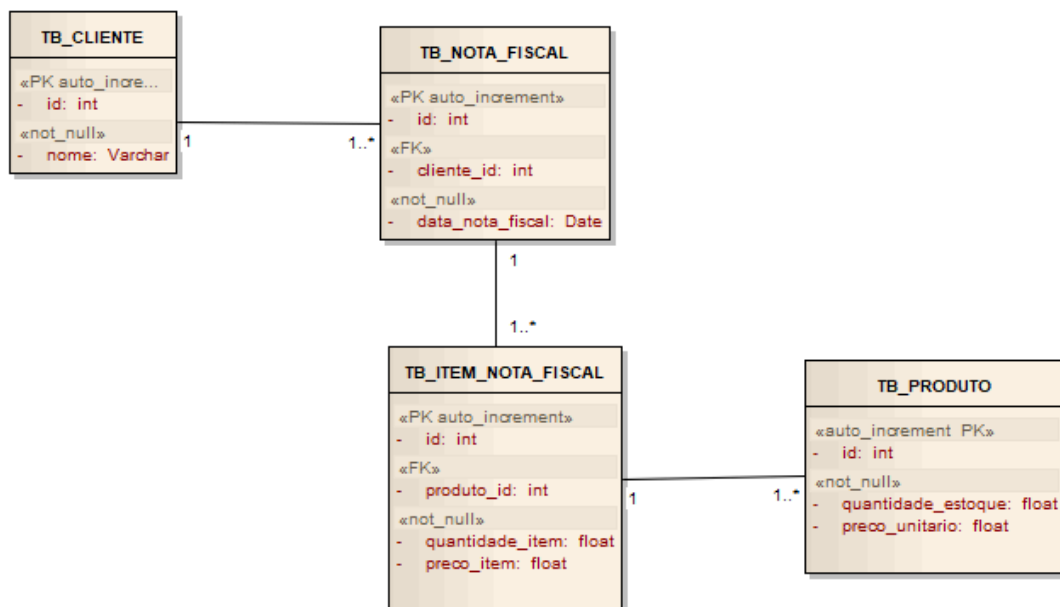 TB_CLIENTE
«PK auto_incre...
- id: int
«not_null»
- nome: Varchar
1
1..*
TB_NOTA_FISCAL
«PK auto_increment»
- id: int
«FK»
- cliente_id: int
«not_null»
- data_nota_fiscal: Date
1
1..*
TB_ITEM_NOTA_FISCAL
«PK auto_increment»
- id: int
«FK»
- produto_id: int
«not_null»
- quantidade_item: float
- preco_item: float
1
1..*
TB_PRODUTO
«auto_increment PK»
- id: int
«not_null»
- quantidade_estoque: float
- preco_unitario: float